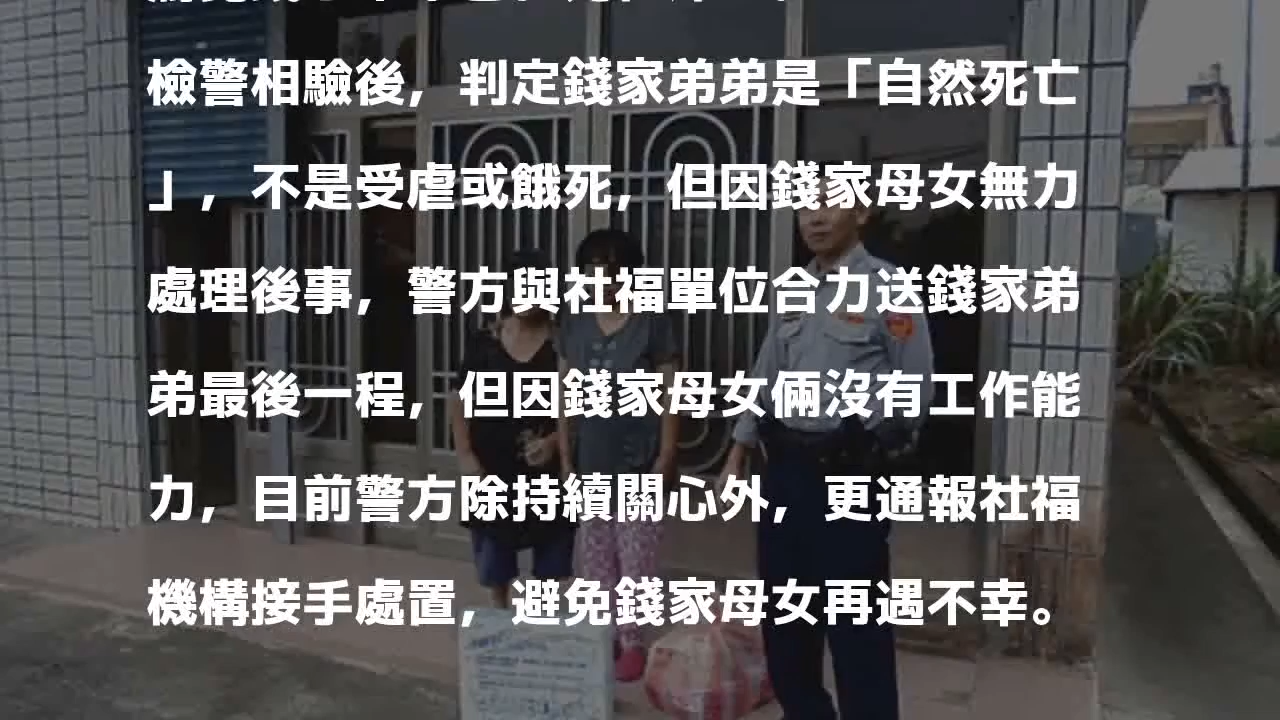 檢警相驗後，判定錢家弟弟是「自然死亡
」，不是受虐或餓死，但因錢家母女無力
處理後事，警方與社福單位合力送錢家弟
弟最後一程，但因錢家母女倆沒有工作能
力，目前警方除持續關心外，更通報社福
機構接手處置，避免錢家母女再遇不幸。